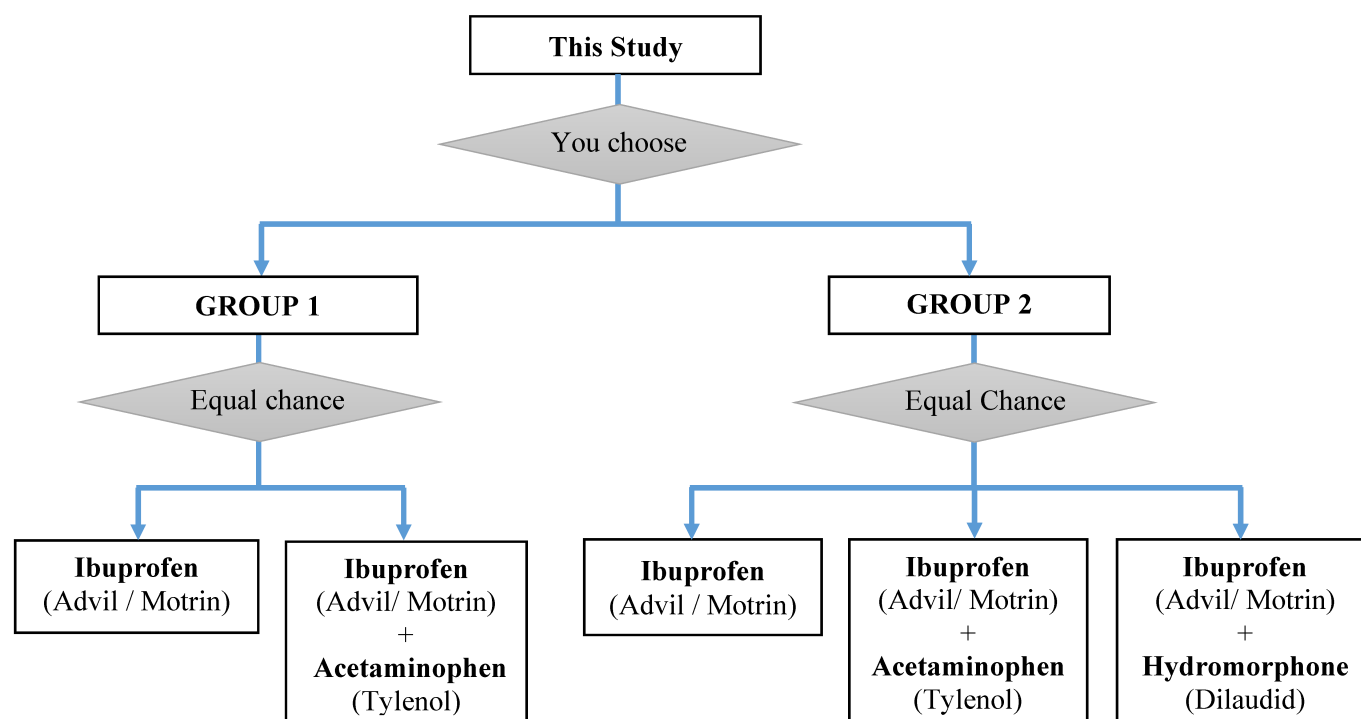 This Study
You choose
GROUP 1
GROUP 2
Equal chance
Equal Chance
Ibuprofen
(Advil / Motrin)
Ibuprofen
(Advil/ Motrin)
+
Acetaminophen
(Tylenol)
Ibuprofen
(Advil / Motrin)
Ibuprofen
(Advil/ Motrin)
+
Acetaminophen
(Tylenol)
Ibuprofen
(Advil/ Motrin)
+
Hydromorphone
(Dilaudid)